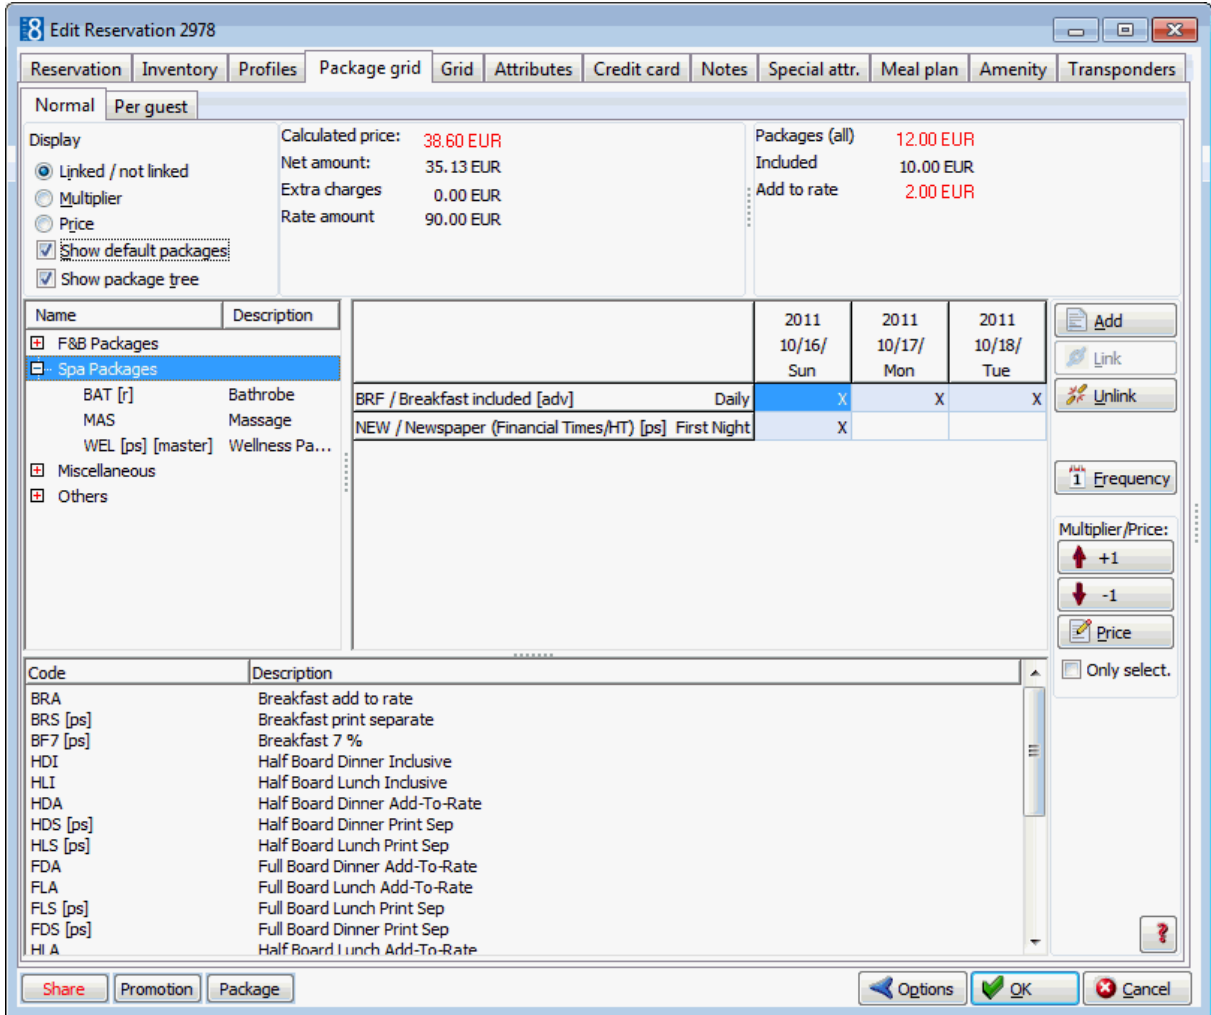 8 Edit Reservation 2978
Reservation Inventory Profiles Package grid Grid Attributes Credit card Notes Special attr. Meal plan Amenity Transponders
Normal Per guest
Display
Linked / not linked
Multiplier
Price
Show default packages
Show package tree
Calculated price: 38.60 EUR
Net amount: 35.13 EUR
Extra charges 0.00 EUR
Rate amount 90.00 EUR
Packages (all) 12.00 EUR
Included 10.00 EUR
Add to rate 2.00 EUR
Name Description
F&B Packages
Spa Packages
BAT [r] Bathrobe
MAS Massage
WEL [ps] [master] Wellness Pa...
Miscellaneous
Others
2011 2011 2011
10/16/ 10/17/ 10/18/
Sun Mon Tue
BRF / Breakfast included [adv] Daily X X X
NEW / Newspaper (Financial Times/HT) [ps] First Night X
Add
Link
Unlink
1 Frequency
Multiplier/Price:
+1
-1
Price
Only select.
Code Description
BRA Breakfast add to rate
BRS [ps] Breakfast print separate
BF7 [ps] Breakfast 7 %
HDI Half Board Dinner Inclusive
HLI Half Board Lunch Inclusive
HDA Half Board Dinner Add-To-Rate
HDS [ps] Half Board Dinner Print Sep
HLS [ps] Half Board Lunch Print Sep
FDA Full Board Dinner Add-To-Rate
FLA Full Board Lunch Add-To-Rate
FLS [ps] Full Board Lunch Print Sep
FDS [ps] Full Board Dinner Print Sep
HLA Half Board Lunch Add-To-Rate
?
Share Promotion Package Options OK Cancel